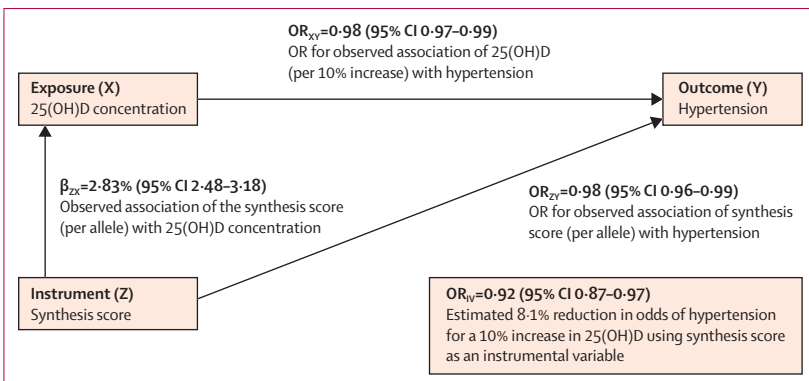 OR_XY=0·98 (95% CI 0·97–0·99)
OR for observed association of 25(OH)D
(per 10% increase) with hypertension
Exposure (X)
25(OH)D concentration
Outcome (Y)
Hypertension
β_ZX=2·83% (95% CI 2·48–3·18)
Observed association of the synthesis score
(per allele) with 25(OH)D concentration
OR_ZY=0·98 (95% CI 0·96–0·99)
OR for observed association of synthesis
score (per allele) with hypertension
Instrument (Z)
Synthesis score
OR_IV=0·92 (95% CI 0·87–0·97)
Estimated 8·1% reduction in odds of hypertension
for a 10% increase in 25(OH)D using synthesis score
as an instrumental variable